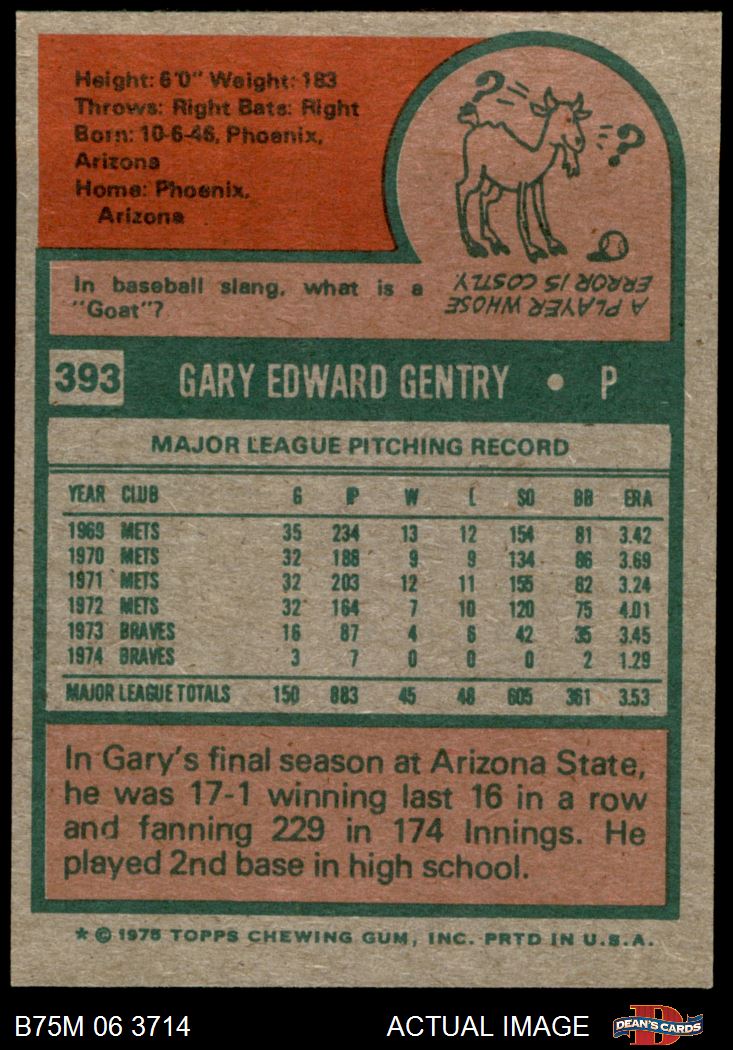 Height: 6'0" Weight: 183
Throws: Right Bats: Right
Born: 10-6-46, Phoenix,
Arizona
Home: Phoenix,
Arizona
? ?
In baseball slang, what is a
"Goat"?
A PLAYER WHOSE
ERROR IS COSTLY.
393 GARY EDWARD GENTRY • P
MAJOR LEAGUE PITCHING RECORD
YEAR CLUB G IP W L SO BB ERA
1969 METS 35 234 13 12 154 81 3.42
1970 METS 32 188 9 9 134 86 3.69
1971 METS 32 203 12 11 155 82 3.24
1972 METS 32 164 7 10 120 75 4.01
1973 BRAVES 16 87 4 6 42 35 3.45
1974 BRAVES 3 7 0 0 0 2 1.29
MAJOR LEAGUE TOTALS 150 883 45 48 605 361 3.53
In Gary's final season at Arizona State,
he was 17-1 winning last 16 in a row
and fanning 229 in 174 Innings. He
played 2nd base in high school.
* © 1975 TOPPS CHEWING GUM, INC. PRTD IN U.S.A.
B75M 06 3714 ACTUAL IMAGE DEAN'S CARDS